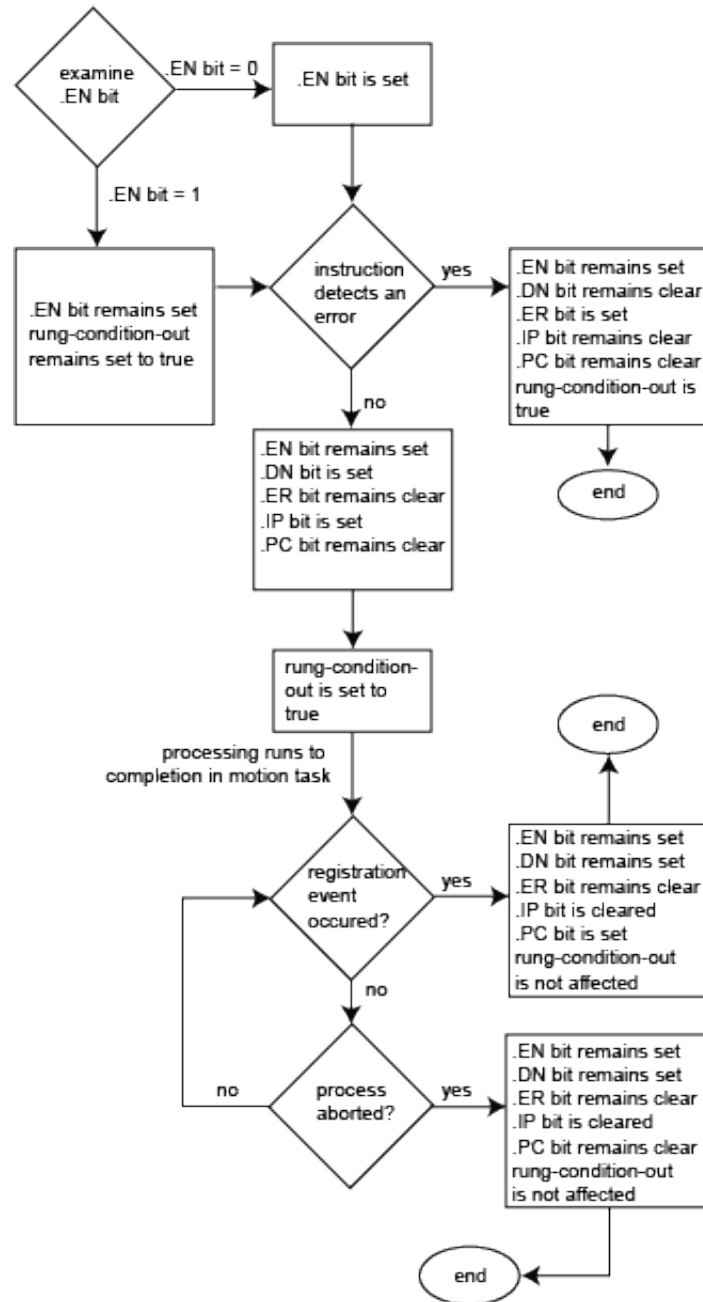 examine
.EN bit
.EN bit = 0
.EN bit is set
.EN bit = 1
.EN bit remains set
rung-condition-out
remains set to true
instruction
detects an
error
yes
.EN bit remains set
.DN bit remains clear
.ER bit is set
.IP bit remains clear
.PC bit remains clear
rung-condition-out is
true
end
no
.EN bit remains set
.DN bit is set
.ER bit remains clear
.IP bit is set
.PC bit remains clear
rung-condition-
out is set to
true
processing runs to
completion in motion task
registration
event
occured?
yes
end
.EN bit remains set
.DN bit remains set
.ER bit remains clear
.IP bit is cleared
.PC bit is set
rung-condition-out
is not affected
no
process
aborted?
no
yes
.EN bit remains set
.DN bit remains set
.ER bit remains clear
.IP bit is cleared
.PC bit remains clear
rung-condition-out
is not affected
end